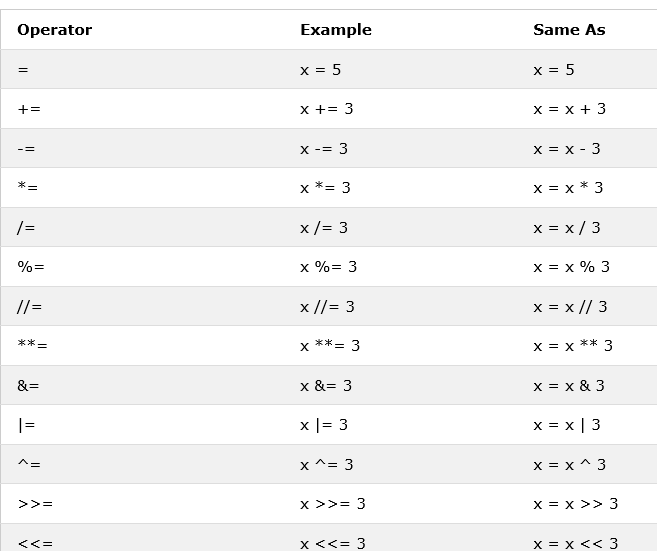 Operator Example Same As
= x = 5 x = 5
+= x += 3 x = x + 3
-= x -= 3 x = x - 3
*= x *= 3 x = x * 3
/= x /= 3 x = x / 3
%= x %= 3 x = x % 3
//= x //= 3 x = x // 3
**= x **= 3 x = x ** 3
&= x &= 3 x = x & 3
|= x |= 3 x = x | 3
^= x ^= 3 x = x ^ 3
>>= x >>= 3 x = x >> 3
<<= x <<= 3 x = x << 3